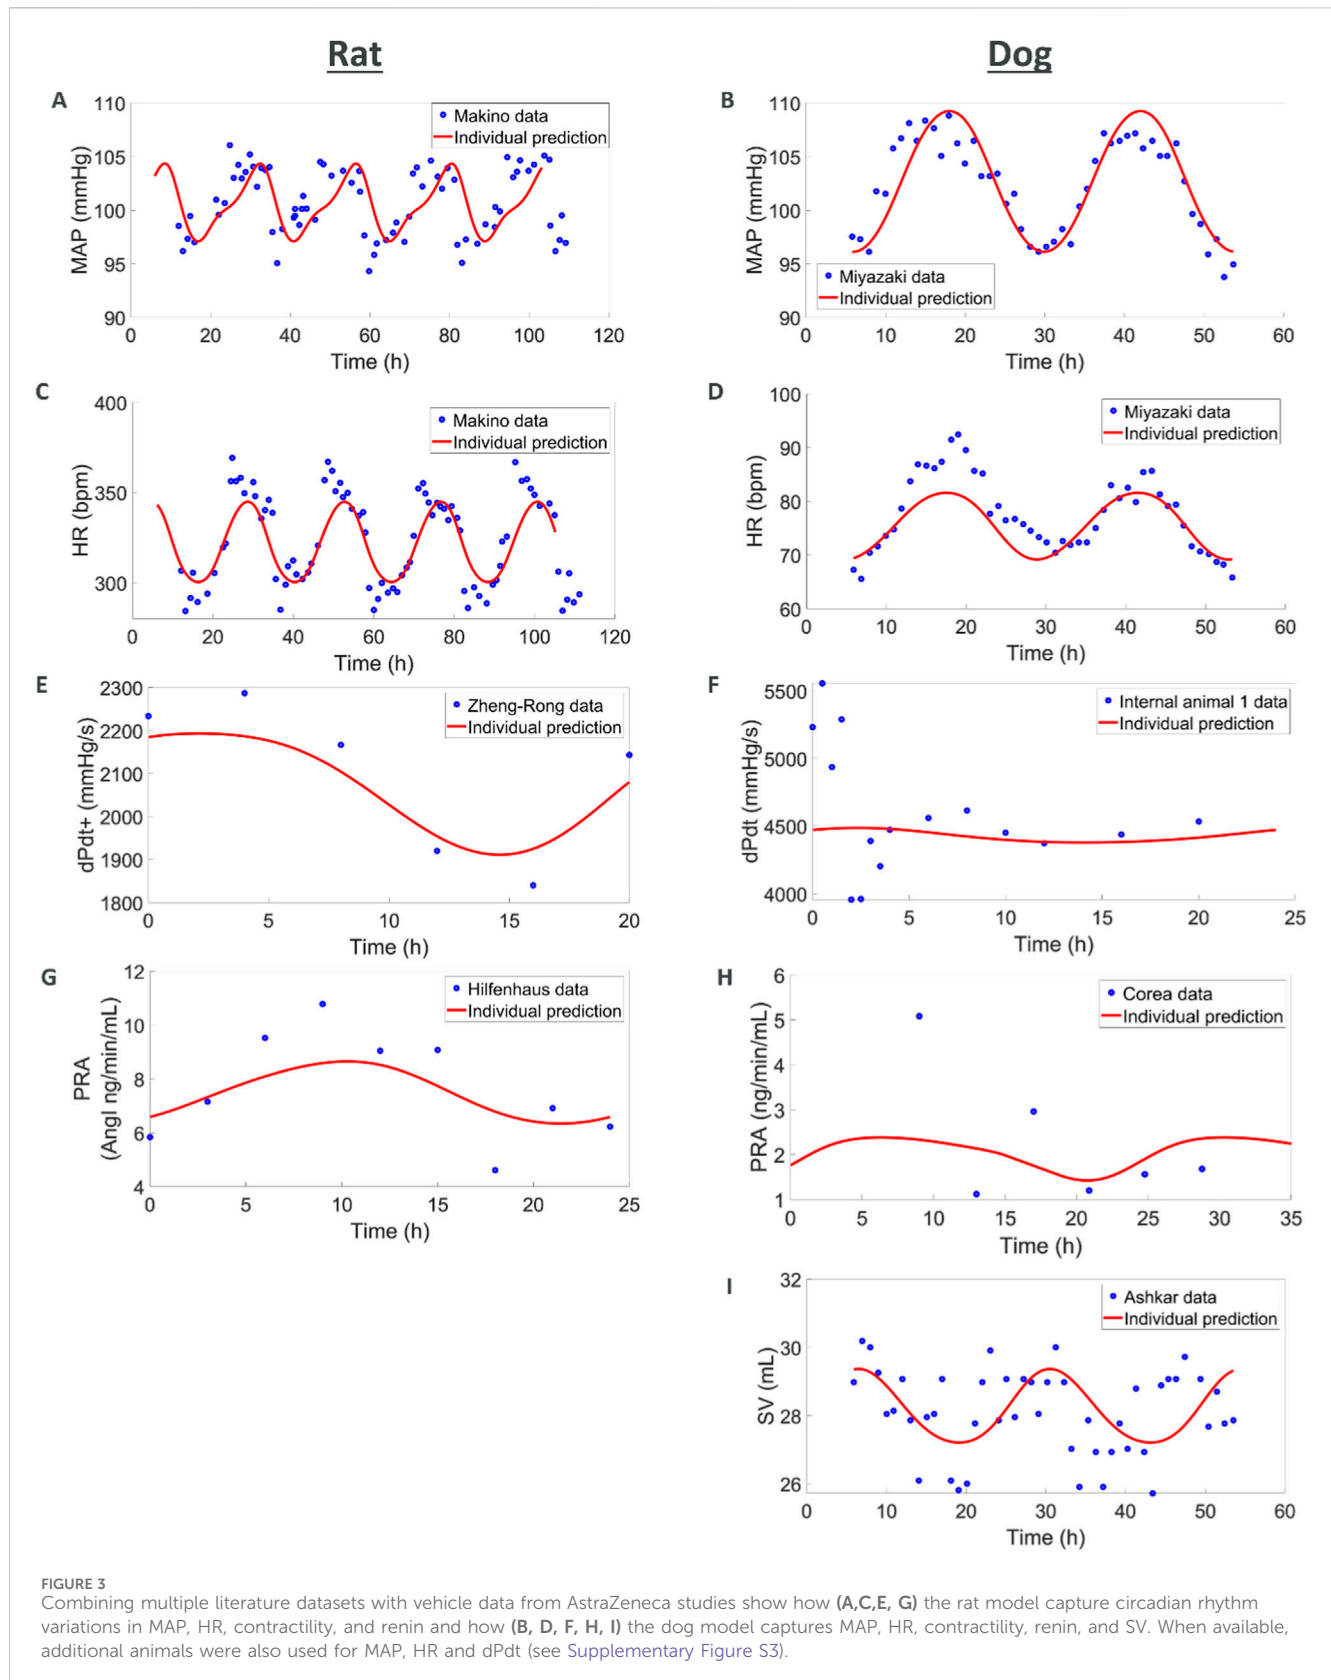 Rat
Dog
A
110
105
100
95
90
MAP (mmHg)
Makino data
Individual prediction
0 20 40 60 80 100 120
Time (h)
B
110
105
100
95
90
MAP (mmHg)
Miyazaki data
Individual prediction
0 10 20 30 40 50 60
Time (h)
C
400
350
300
HR (bpm)
Makino data
Individual prediction
0 20 40 60 80 100 120
Time (h)
D
100
90
80
70
60
HR (bpm)
Miyazaki data
Individual prediction
0 10 20 30 40 50 60
Time (h)
E
2300
2200
2100
2000
1900
1800
dPdt+ (mmHg/s)
Zheng-Rong data
Individual prediction
0 5 10 15 20
Time (h)
F
5500
5000
4500
4000
dPdt (mmHg/s)
Internal animal 1 data
Individual prediction
0 5 10 15 20 25
Time (h)
G
12
10
8
6
4
PRA
(AngI ng/min/mL)
Hilfenhaus data
Individual prediction
0 5 10 15 20 25
Time (h)
H
6
5
4
3
2
1
PRA (ng/min/mL)
Corea data
Individual prediction
0 5 10 15 20 25 30 35
Time (h)
I
32
30
28
26
SV (mL)
Ashkar data
Individual prediction
0 10 20 30 40 50 60
Time (h)
FIGURE 3
Combining multiple literature datasets with vehicle data from AstraZeneca studies show how (A,C,E, G) the rat model capture circadian rhythm
variations in MAP, HR, contractility, and renin and how (B, D, F, H, I) the dog model captures MAP, HR, contractility, renin, and SV. When available,
additional animals were also used for MAP, HR and dPdt (see Supplementary Figure S3).